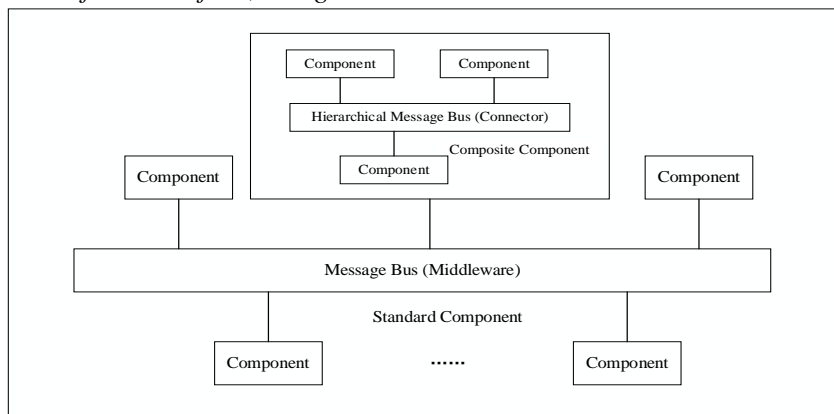 Component
Component
Hierarchical Message Bus (Connector)
Composite Component
Component
Component
Component
Message Bus (Middleware)
Standard Component
Component
......
Component